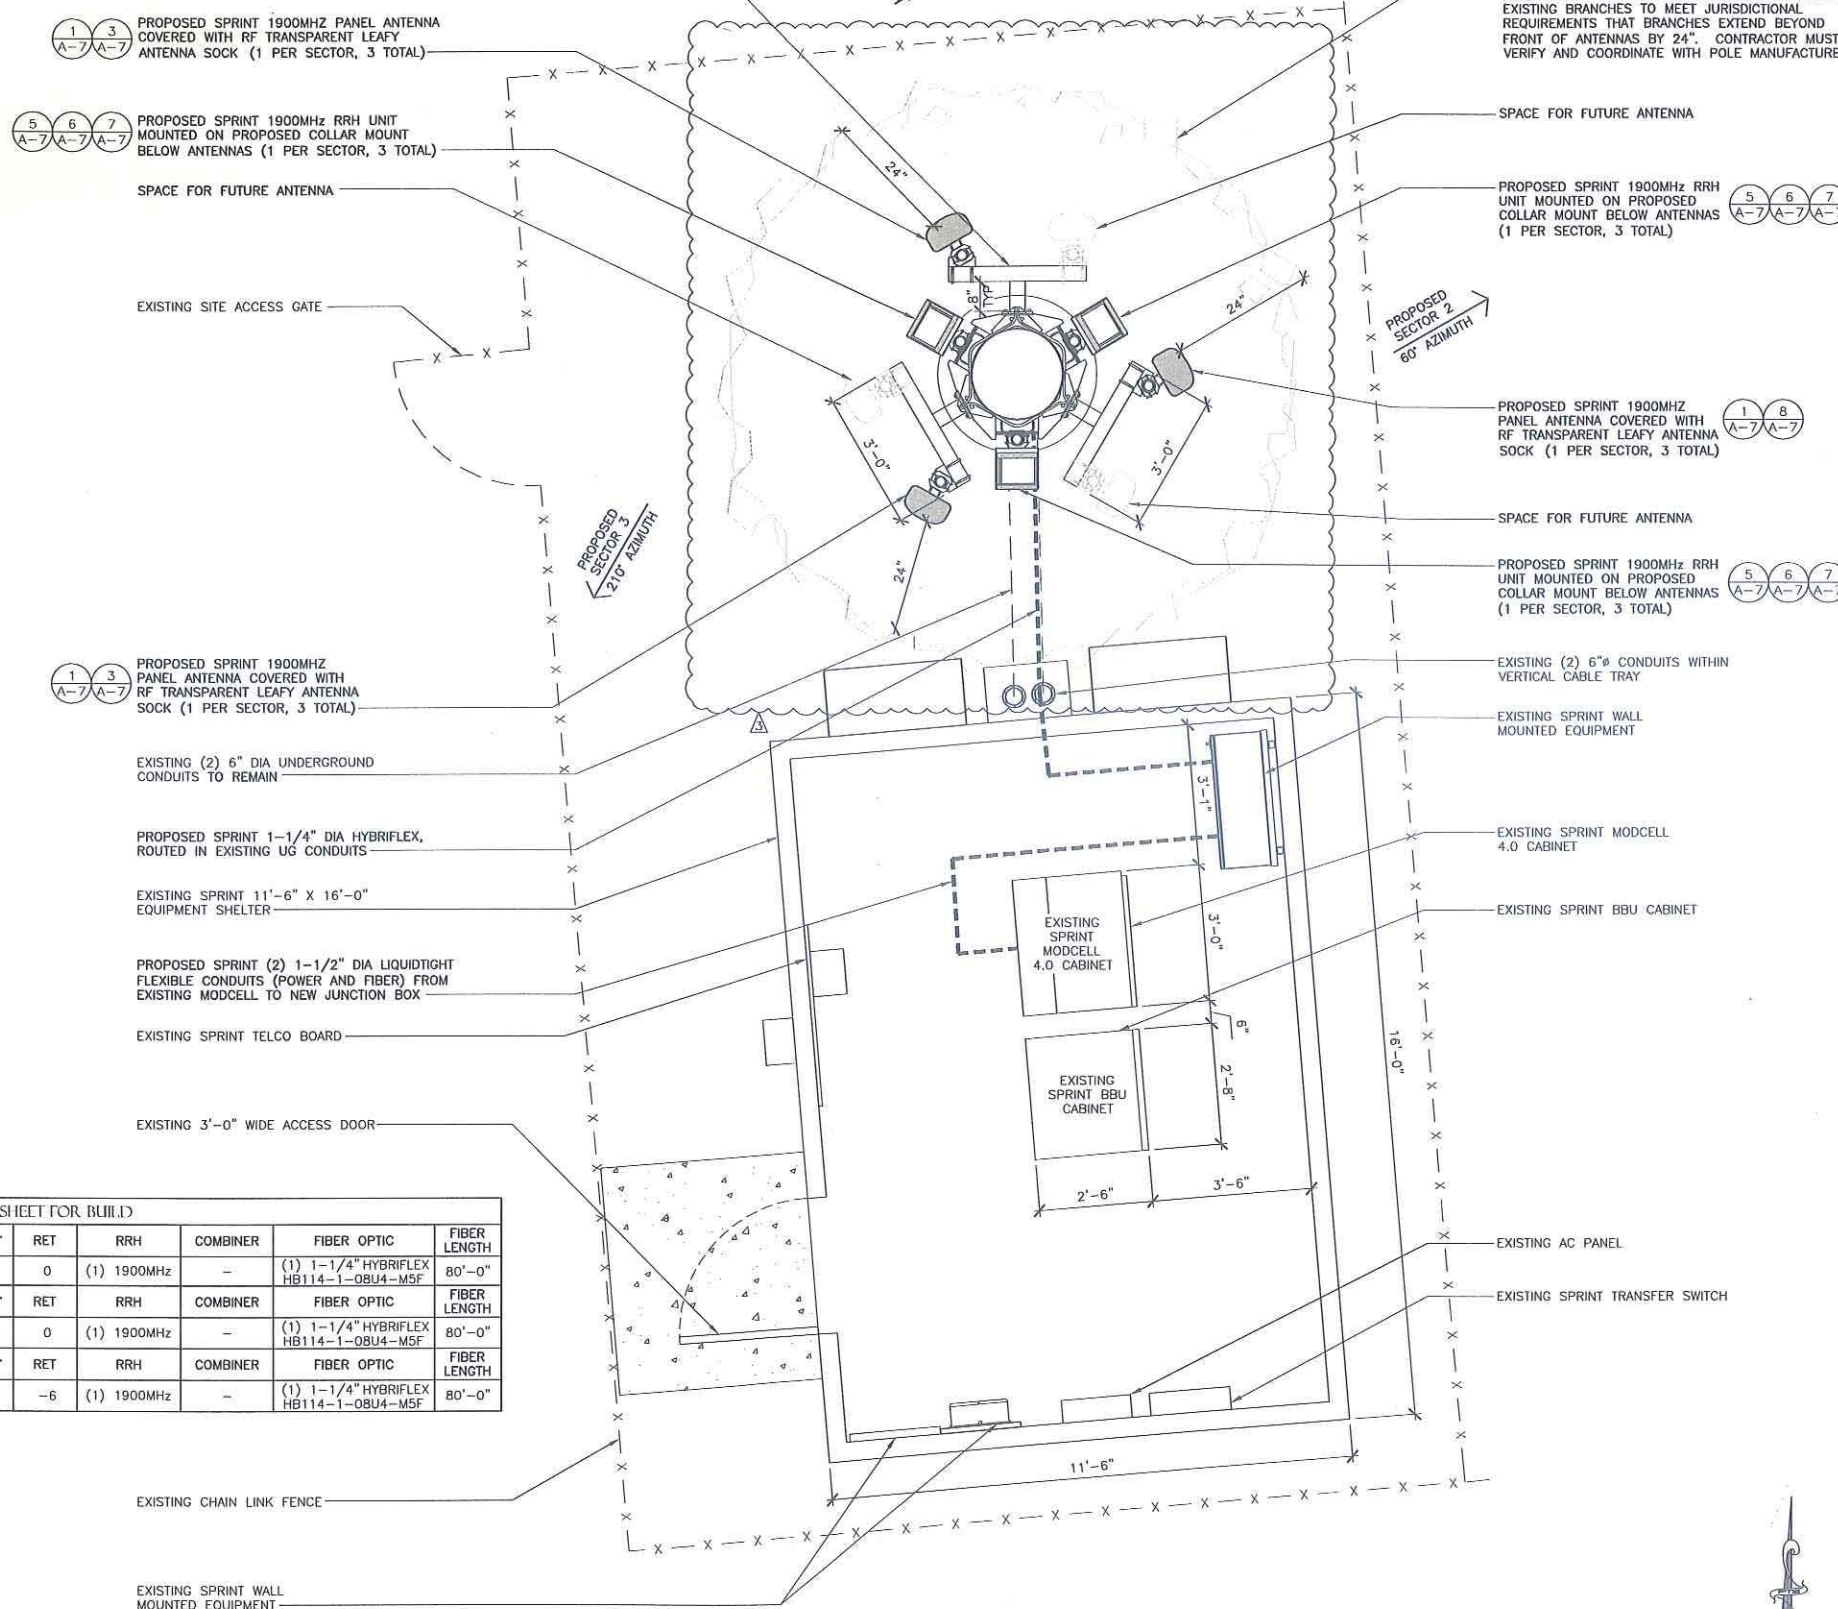 1 3
A-7 A-7
PROPOSED SPRINT 1900MHZ PANEL ANTENNA
COVERED WITH RF TRANSPARENT LEAFY
ANTENNA SOCK (1 PER SECTOR, 3 TOTAL)
5 6 7
A-7 A-7 A-7
PROPOSED SPRINT 1900MHz RRH UNIT
MOUNTED ON PROPOSED COLLAR MOUNT
BELOW ANTENNAS (1 PER SECTOR, 3 TOTAL)
SPACE FOR FUTURE ANTENNA
EXISTING SITE ACCESS GATE
1 3
A-7 A-7
PROPOSED SPRINT 1900MHZ
PANEL ANTENNA COVERED WITH
RF TRANSPARENT LEAFY ANTENNA
SOCK (1 PER SECTOR, 3 TOTAL)
EXISTING (2) 6" DIA UNDERGROUND
CONDUITS TO REMAIN
PROPOSED SPRINT 1-1/4" DIA HYBRIFLEX,
ROUTED IN EXISTING UG CONDUITS
EXISTING SPRINT 11'-6" X 16'-0"
EQUIPMENT SHELTER
PROPOSED SPRINT (2) 1-1/2" DIA LIQUIDTIGHT
FLEXIBLE CONDUITS (POWER AND FIBER) FROM
EXISTING MODCELL TO NEW JUNCTION BOX
EXISTING SPRINT TELCO BOARD
EXISTING 3'-0" WIDE ACCESS DOOR
SHEET FOR BUILD
RET RRH COMBINER FIBER OPTIC FIBER LENGTH
0 (1) 1900MHz - (1) 1-1/4" HYBRIFLEX HB114-1-08U4-M5F 80'-0"
RET RRH COMBINER FIBER OPTIC FIBER LENGTH
0 (1) 1900MHz - (1) 1-1/4" HYBRIFLEX HB114-1-08U4-M5F 80'-0"
RET RRH COMBINER FIBER OPTIC FIBER LENGTH
-6 (1) 1900MHz - (1) 1-1/4" HYBRIFLEX HB114-1-08U4-M5F 80'-0"
EXISTING CHAIN LINK FENCE
EXISTING SPRINT WALL
MOUNTED EQUIPMENT
24"
8"
TYP
24"
3'-0"
3'-0"
24"
PROPOSED
SECTOR 3
210° AZIMUTH
PROPOSED
SECTOR 2
60° AZIMUTH
3
3'-1"
EXISTING
SPRINT
MODCELL
4.0 CABINET
3'-0"
6"
EXISTING
SPRINT BBU
CABINET
2'-8"
2'-6"
3'-6"
16'-0"
11'-6"
EXISTING BRANCHES TO MEET JURISDICTIONAL
REQUIREMENTS THAT BRANCHES EXTEND BEYOND
FRONT OF ANTENNAS BY 24". CONTRACTOR MUST
VERIFY AND COORDINATE WITH POLE MANUFACTURE
SPACE FOR FUTURE ANTENNA
PROPOSED SPRINT 1900MHz RRH
UNIT MOUNTED ON PROPOSED
COLLAR MOUNT BELOW ANTENNAS
(1 PER SECTOR, 3 TOTAL)
5 6 7
A-7 A-7 A-7
PROPOSED SPRINT 1900MHZ
PANEL ANTENNA COVERED WITH
RF TRANSPARENT LEAFY ANTENNA
SOCK (1 PER SECTOR, 3 TOTAL)
1 8
A-7 A-7
SPACE FOR FUTURE ANTENNA
PROPOSED SPRINT 1900MHz RRH
UNIT MOUNTED ON PROPOSED
COLLAR MOUNT BELOW ANTENNAS
(1 PER SECTOR, 3 TOTAL)
5 6 7
A-7 A-7 A-7
EXISTING (2) 6"ø CONDUITS WITHIN
VERTICAL CABLE TRAY
EXISTING SPRINT WALL
MOUNTED EQUIPMENT
EXISTING SPRINT MODCELL
4.0 CABINET
EXISTING SPRINT BBU CABINET
EXISTING AC PANEL
EXISTING SPRINT TRANSFER SWITCH